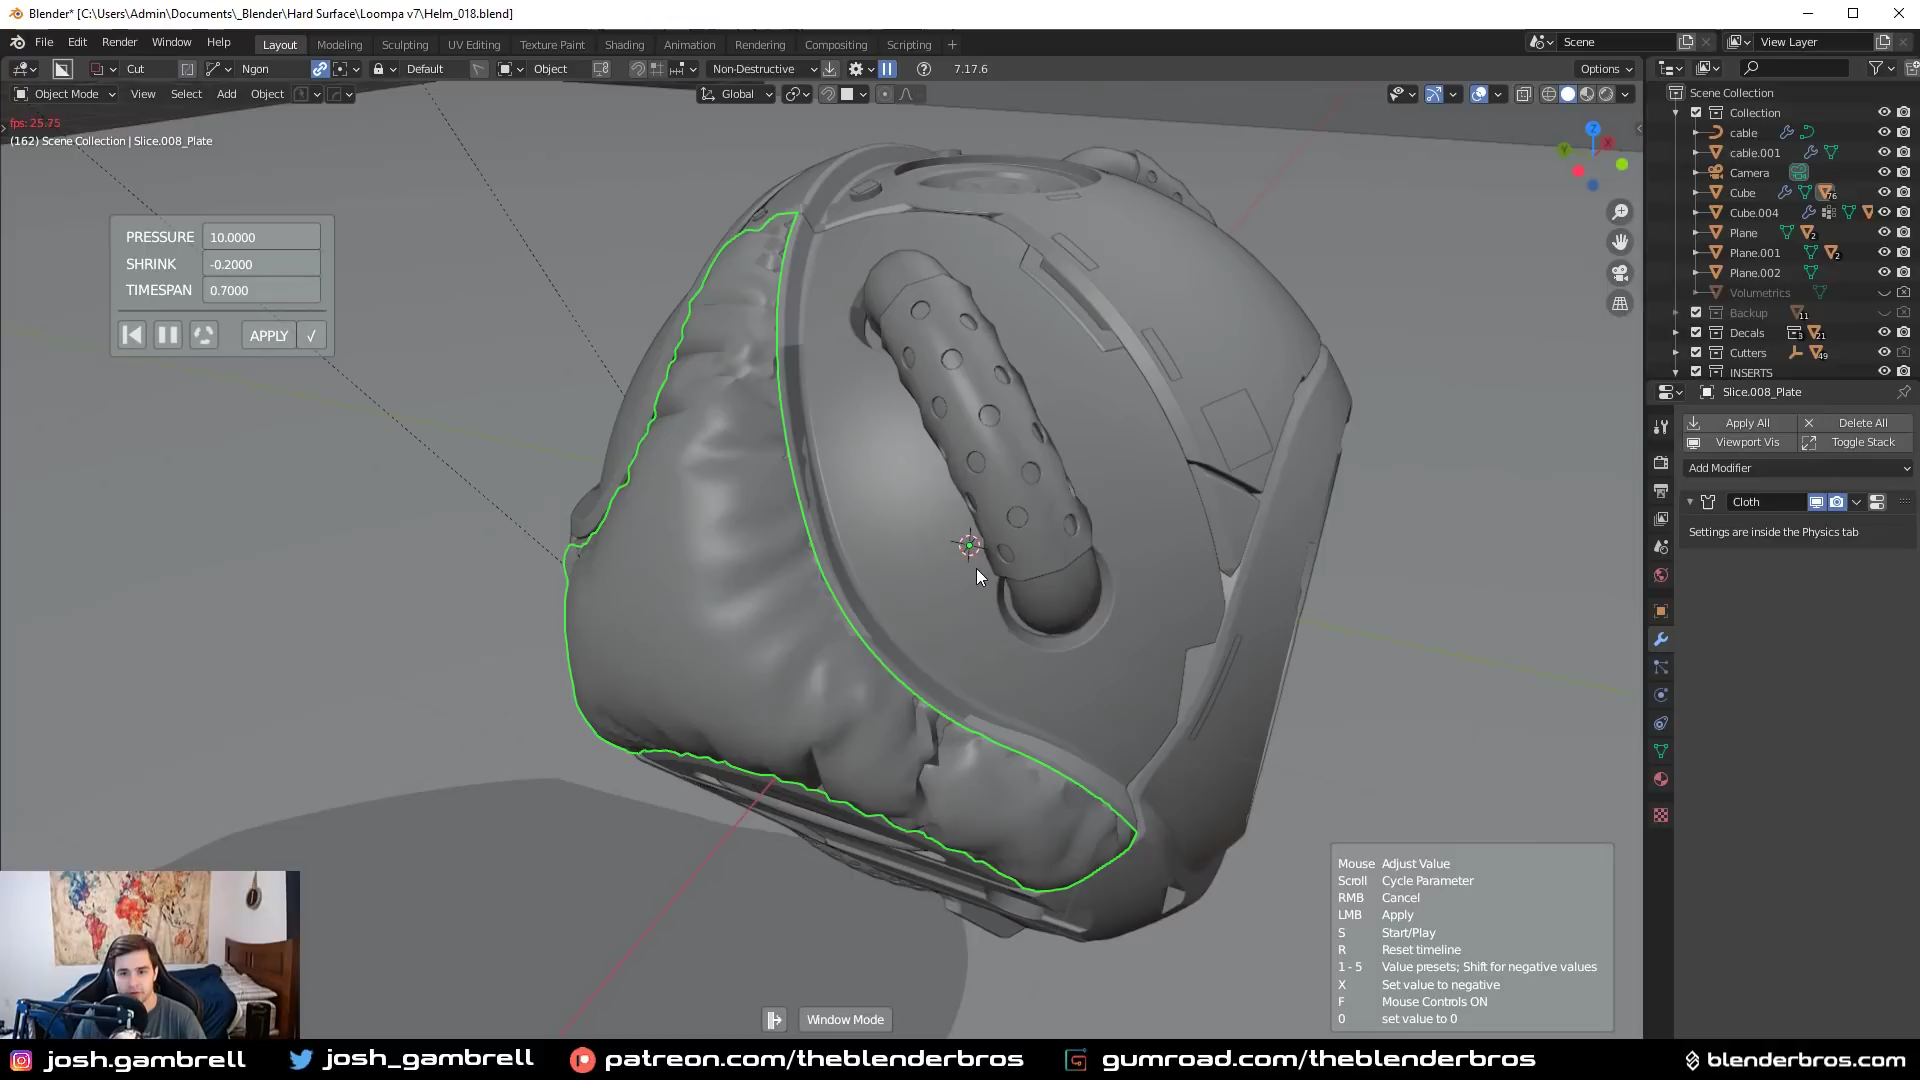 Blender* [C:\Users\Admin\Documents\_Blender\Hard Surface\Loompa v7\Helm_018.blend]
File Edit Render Window Help Layout Modeling Sculpting UV Editing Texture Paint Shading Animation Rendering Compositing Scripting + Scene View Layer
Cut Ngon Default Object Non-Destructive 7.17.6 Options
Object Mode View Select Add Object Global
fps: 25.75
(162) Scene Collection | Slice.008_Plate
PRESSURE 10.0000
SHRINK -0.2000
TIMESPAN 0.7000
APPLY √
Scene Collection
Collection
cable
cable.001
Camera
Cube 76
Cube.004
Plane 2
Plane.001 2
Plane.002
Volumetrics
Backup 11
Decals 3 21
Cutters 49
INSERTS
Slice.008_Plate
Apply All Delete All
Viewport Vis Toggle Stack
Add Modifier
Cloth
Settings are inside the Physics tab
Z
Y
X
Mouse Adjust Value
Scroll Cycle Parameter
RMB Cancel
LMB Apply
S Start/Play
R Reset timeline
1 - 5 Value presets; Shift for negative values
X Set value to negative
F Mouse Controls ON
0 set value to 0
Window Mode
josh.gambrell josh_gambrell patreon.com/theblenderbros gumroad.com/theblenderbros blenderbros.com